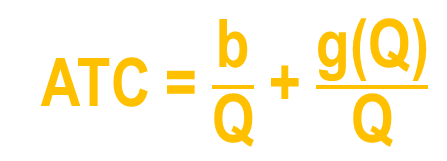 ATC = b/Q + g(Q)/Q